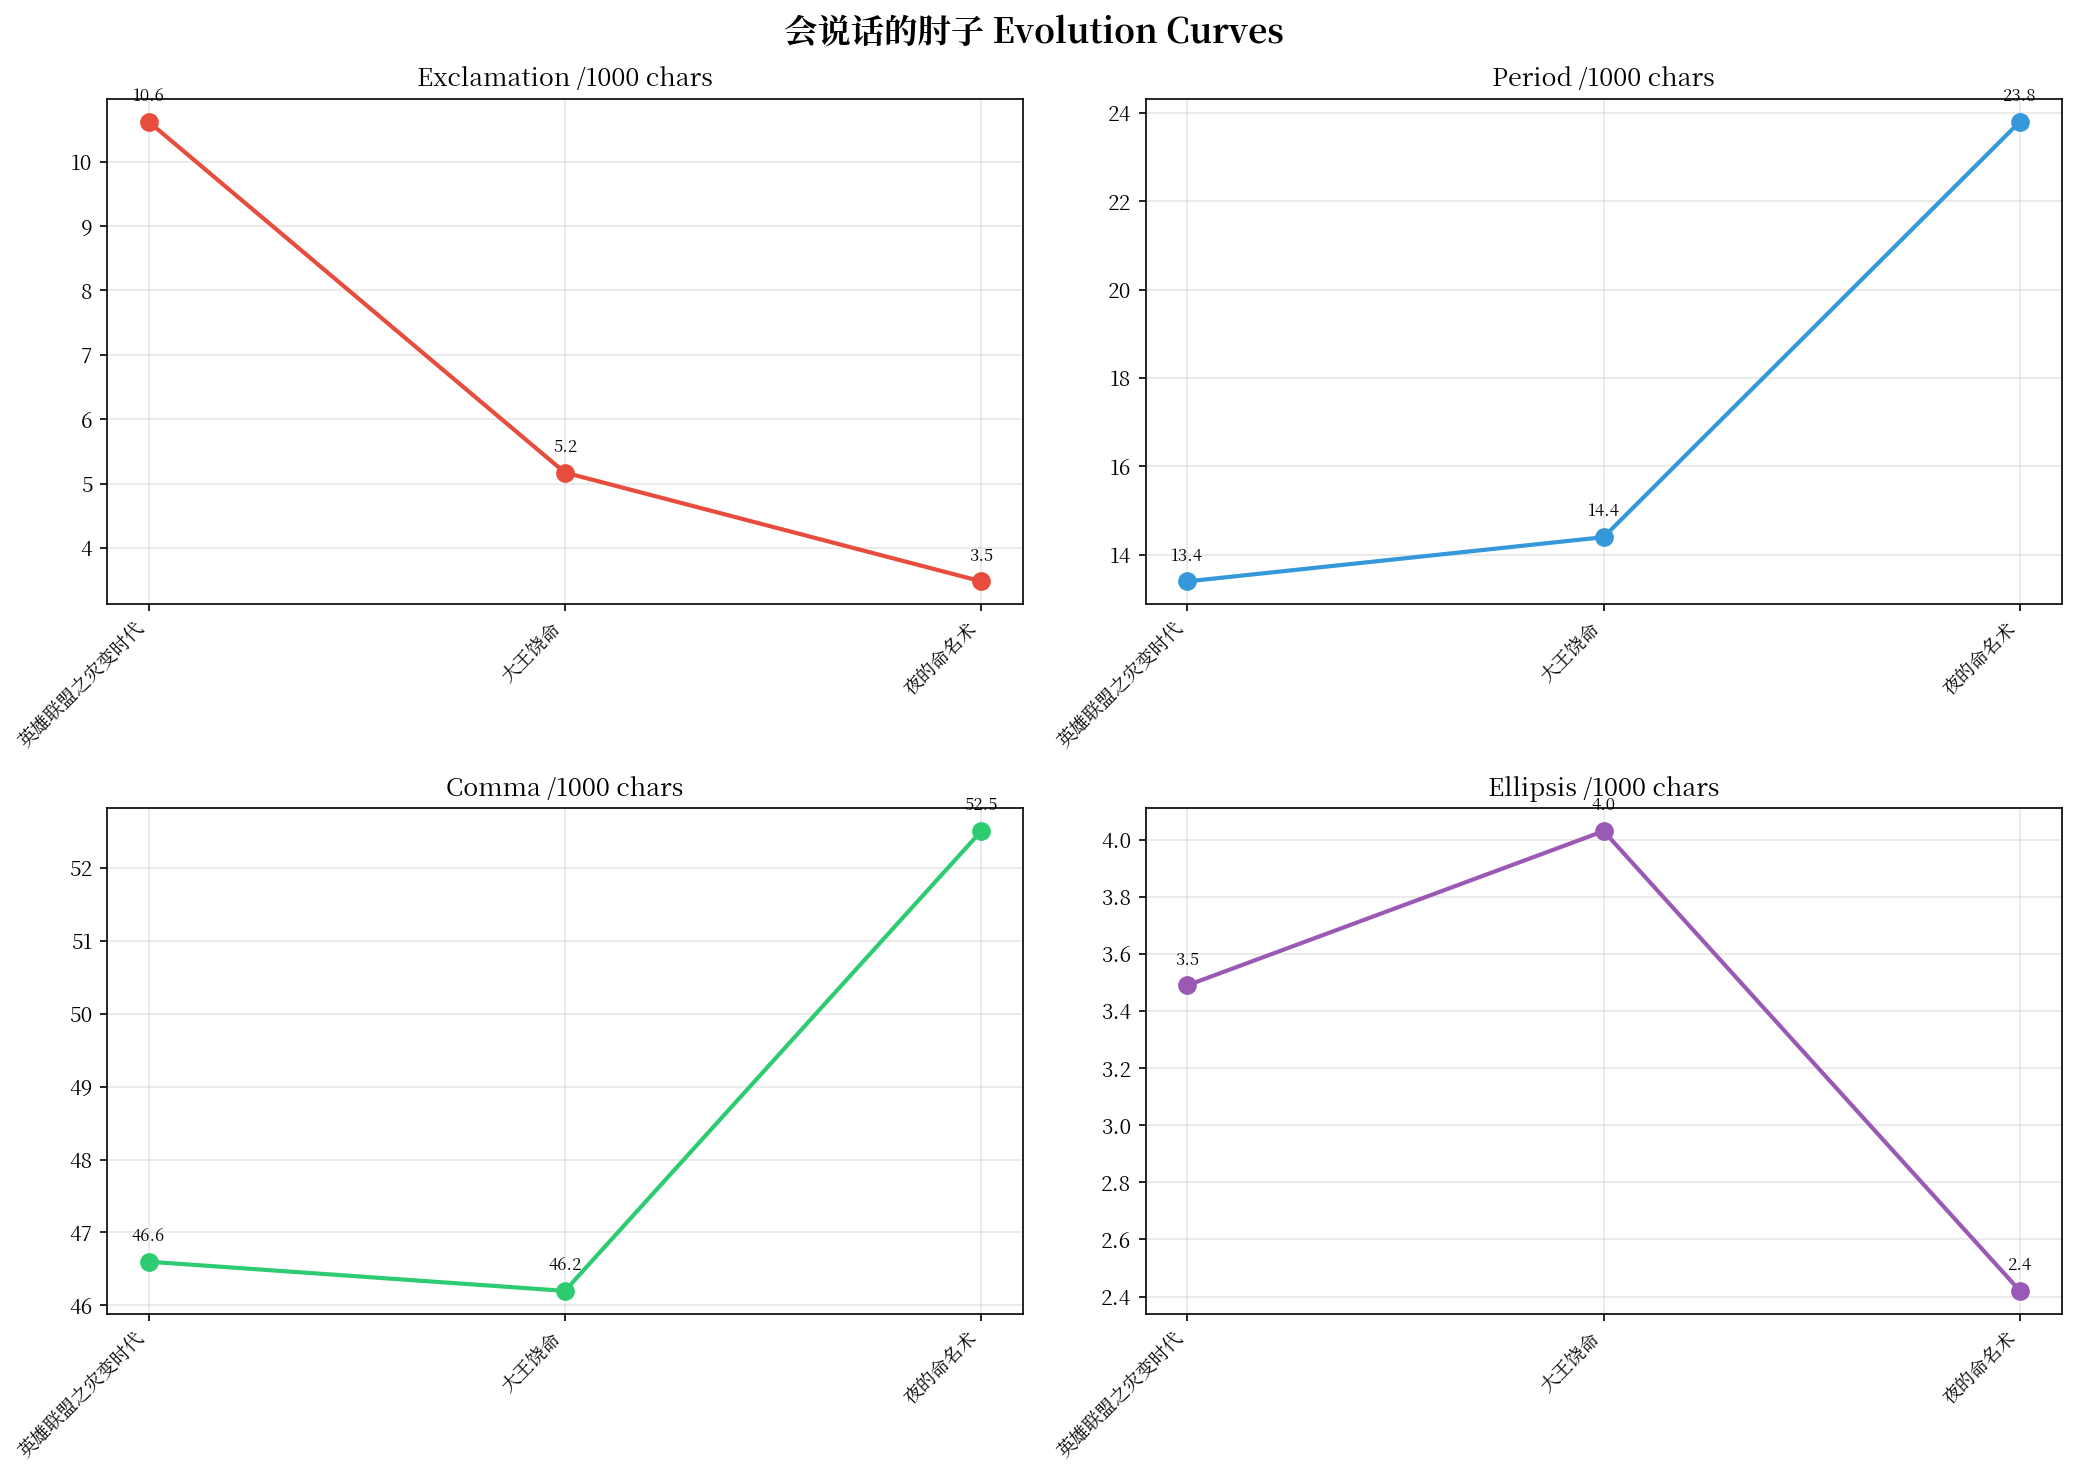 会说话的肘子 Evolution Curves
Exclamation /1000 chars
10.6
10
9
8
7
6
5
4
5.2
3.5
英雄联盟之灾变时代
大王饶命
夜的命名术
Period /1000 chars
23.8
24
22
20
18
16
14
14.4
13.4
英雄联盟之灾变时代
大王饶命
夜的命名术
Comma /1000 chars
52.5
52
51
50
49
48
47
46
46.6
46.2
英雄联盟之灾变时代
大王饶命
夜的命名术
Ellipsis /1000 chars
4.0
4.0
3.8
3.6
3.4
3.2
3.0
2.8
2.6
2.4
3.5
2.4
英雄联盟之灾变时代
大王饶命
夜的命名术